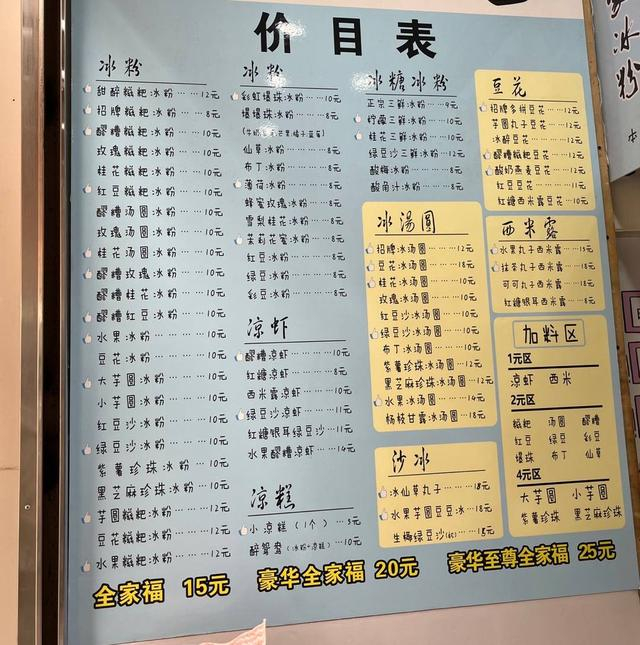 价目表
冰粉
甜醉糍粑冰粉……12元
招牌糍粑冰粉……8元
醪糟糍粑冰粉……10元
玫瑰糍粑冰粉……10元
桂花糍粑冰粉……10元
红豆糍粑冰粉……11元
醪糟汤圆冰粉……10元
玫瑰汤圆冰粉……10元
桂花汤圆冰粉……10元
醪糟玫瑰冰粉……10元
醪糟桂花冰粉……10元
醪糟红豆冰粉……10元
水果冰粉……10元
豆花冰粉……10元
大芋圆冰粉……10元
小芋圆冰粉……10元
红豆沙冰粉……10元
绿豆沙冰粉……10元
紫薯珍珠冰粉……10元
黑芝麻珍珠冰粉……10元
芋圆糍粑冰粉……12元
豆花糍粑冰粉……12元
水果糍粑冰粉……12元
冰粉
彩虹爆珠冰粉……10元
爆爆珠冰粉……8元
仙草冰粉……8元
布丁冰粉……8元
薄荷冰粉……8元
蜂蜜玫瑰冰粉……8元
雪梨桂花冰粉……8元
茉莉花蜜冰粉……8元
红豆冰粉……8元
绿豆冰粉……8元
彩豆冰粉……8元
凉虾
醪糟凉虾……10元
红糖凉虾……8元
西米露凉虾……10元
绿豆沙凉虾……11元
红糖银耳绿豆沙……11元
水果醪糟凉虾……14元
凉糕
小凉糕(1个)……5元
醉鸳鸯(冰粉+凉糕)……10元
冰糖冰粉
正宗三鲜冰粉……9元
柠檬三鲜冰粉……10元
桂花三鲜冰粉……10元
绿豆沙三鲜冰粉……12元
酸梅冰粉……8元
酸角汁冰粉……8元
冰汤圆
招牌冰汤圆……12元
豆花冰汤圆……18元
桂花冰汤圆……10元
玫瑰冰汤圆……10元
红豆沙冰汤圆……10元
绿豆沙冰汤圆……10元
布丁冰汤圆……10元
紫薯珍珠冰汤圆……12元
黑芝麻珍珠冰汤圆……12元
水果冰汤圆……14元
杨枝甘露冰汤圆……18元
沙冰
冰仙草丸子……18元
水果芋圆豆豆冰……18元
豆花
招牌多拼豆花……12元
芋圆丸子豆花……12元
冰醉豆花……12元
醪糟糍粑豆花……12元
酸奶燕麦豆花……12元
红豆豆花……12元
红糖糍粑豆花……10元
西米露
水果丸子西米露……15元
抹茶丸子西米露……18元
可可丸子西米露……18元
红糖银耳西米露……8元
加料区
1元区
凉虾 西米
2元区
糍粑 汤圆 醪糟
红豆 绿豆 彩豆
爆珠 布丁 仙草
4元区
大芋圆 小芋圆
紫薯珍珠 黑芝麻珍珠
全家福 15元 豪华全家福 20元 豪华至尊全家福 25元
冰粉